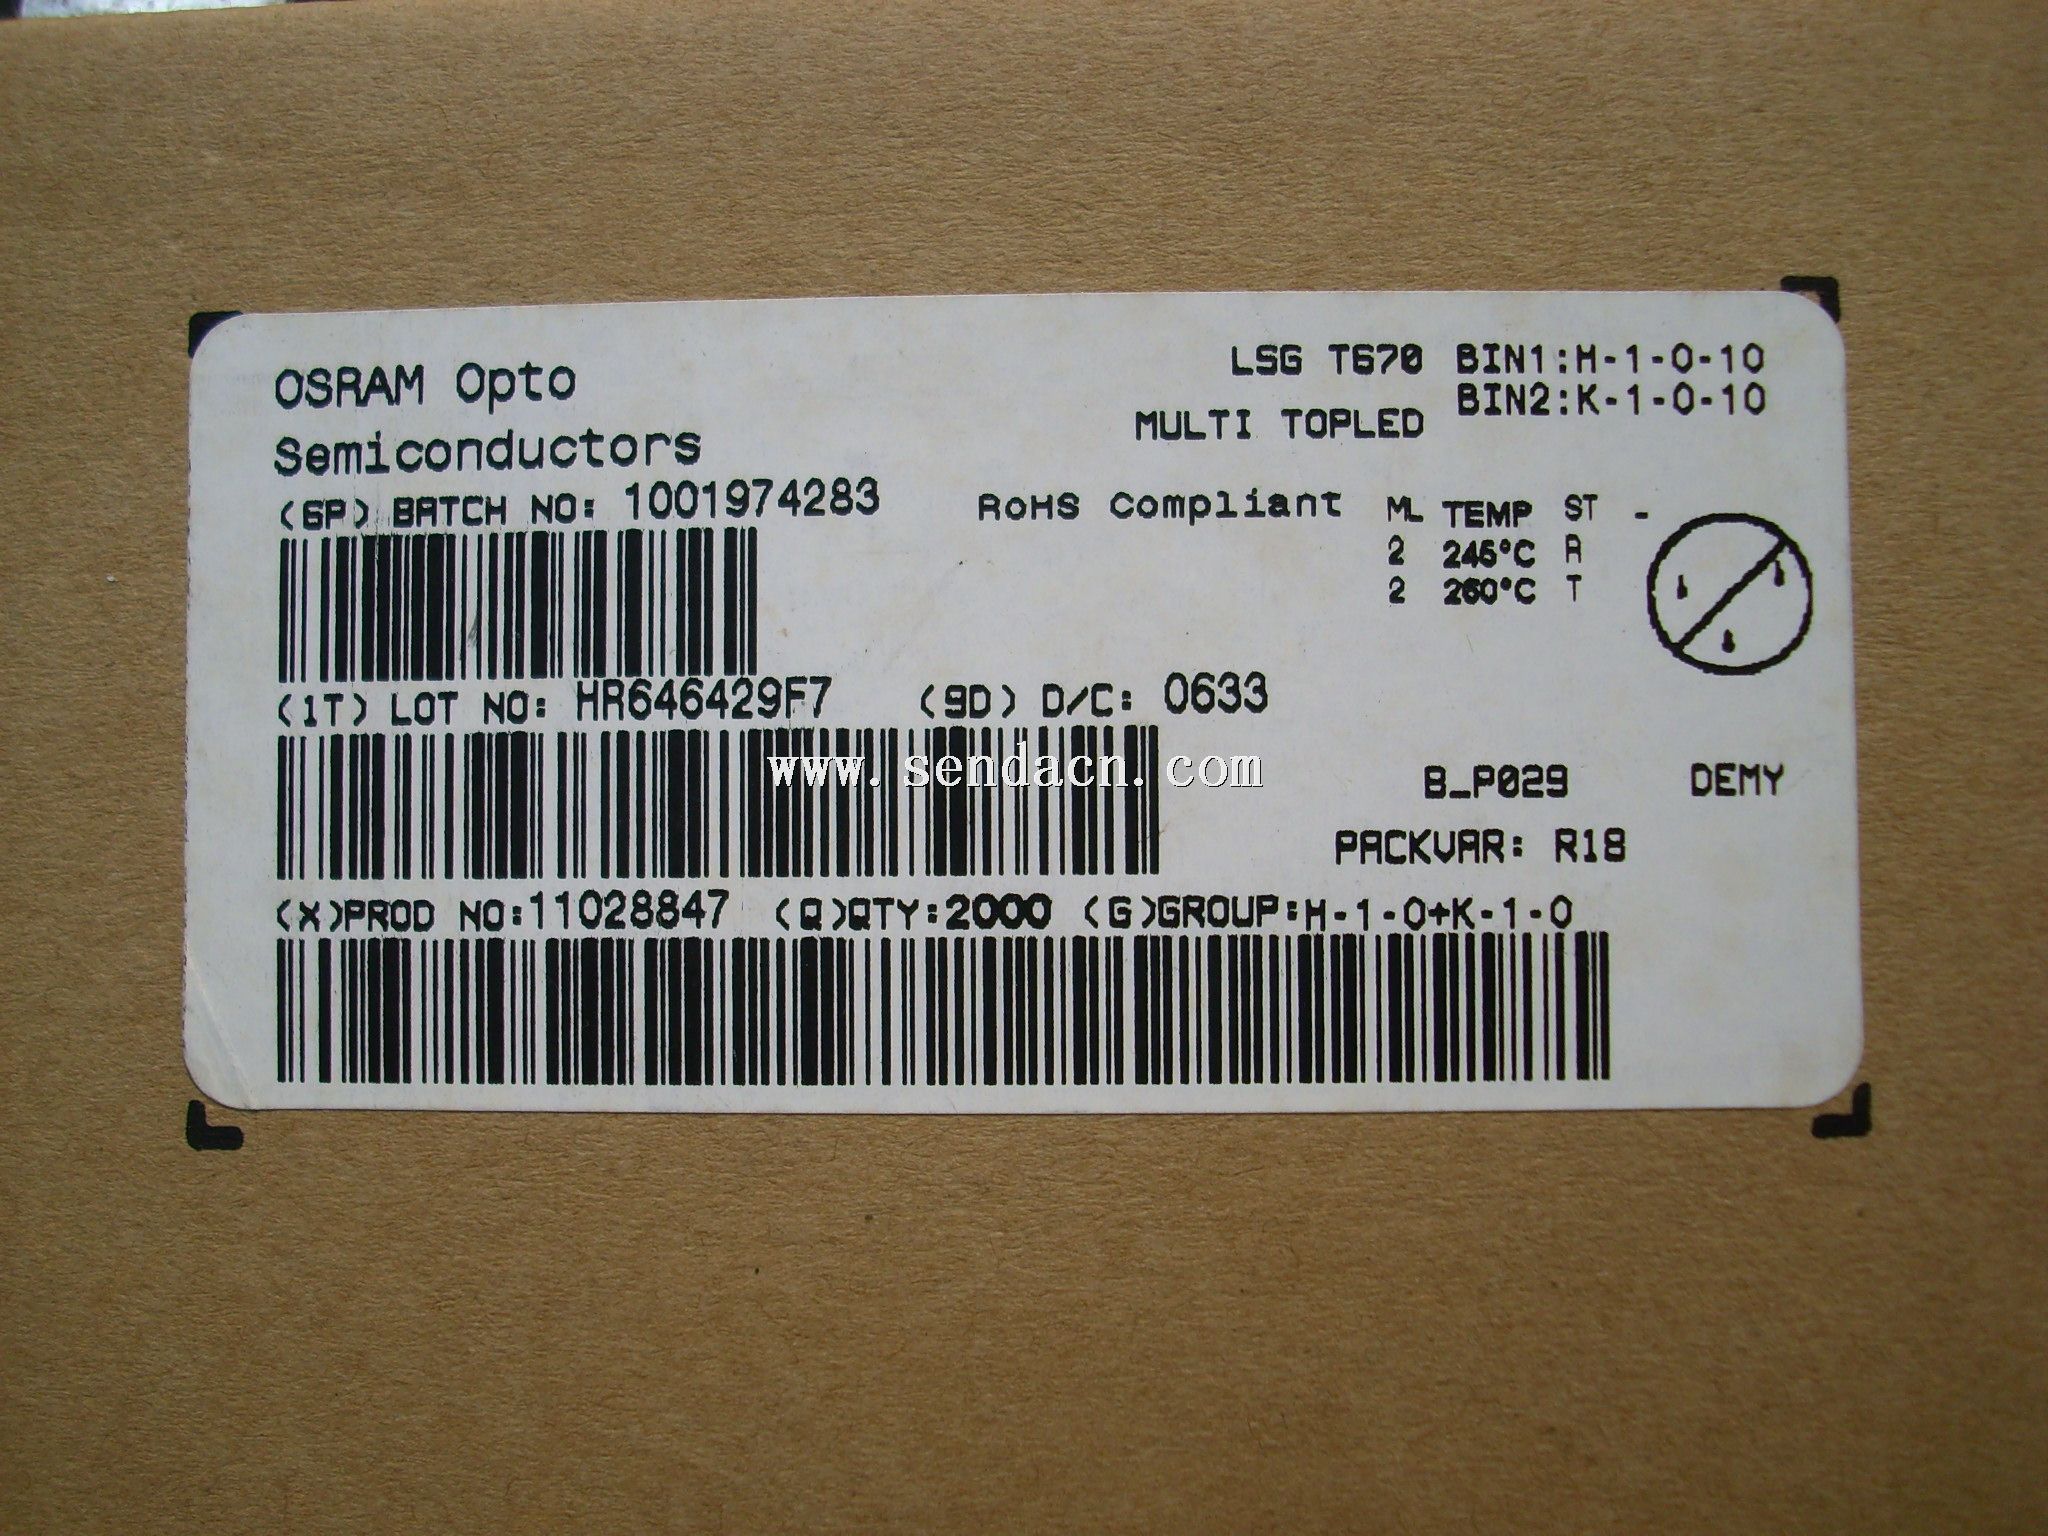 OSRAM Opto
Semiconductors
LSG T670 BIN1:H-1-0-10
BIN2:K-1-0-10
MULTI TOPLED
(6P) BATCH NO: 1001974283
RoHS Compliant
ML TEMP ST -
2 245°C A
2 260°C T
(1T) LOT NO: HR646429F7 (9D) D/C: 0633
www.sendacn.com
B_P029 DEMY
PACKVAR: R18
(X)PROD NO:11028847 (Q)QTY:2000 (G)GROUP:H-1-0+K-1-0